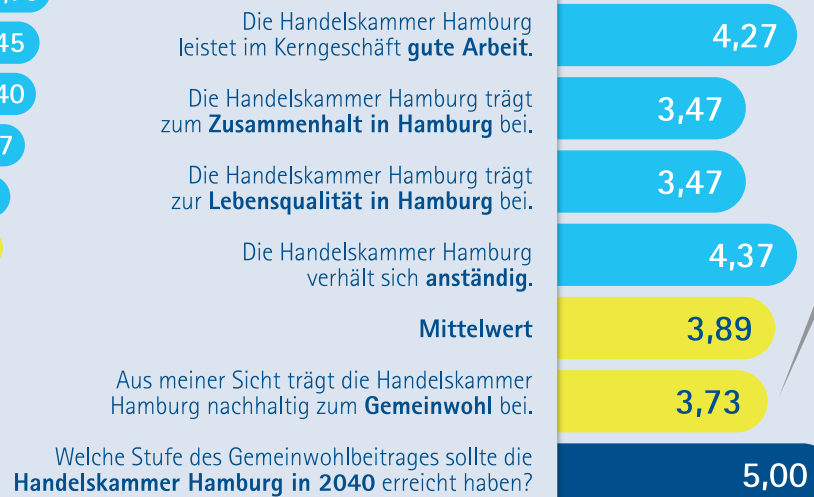 Die Handelskammer Hamburg
leistet im Kerngeschäft gute Arbeit.
4,27
Die Handelskammer Hamburg trägt
zum Zusammenhalt in Hamburg bei.
3,47
Die Handelskammer Hamburg trägt
zur Lebensqualität in Hamburg bei.
3,47
Die Handelskammer Hamburg
verhält sich anständig.
4,37
Mittelwert
3,89
Aus meiner Sicht trägt die Handelskammer
Hamburg nachhaltig zum Gemeinwohl bei.
3,73
Welche Stufe des Gemeinwohlbeitrages sollte die
Handelskammer Hamburg in 2040 erreicht haben?
5,00